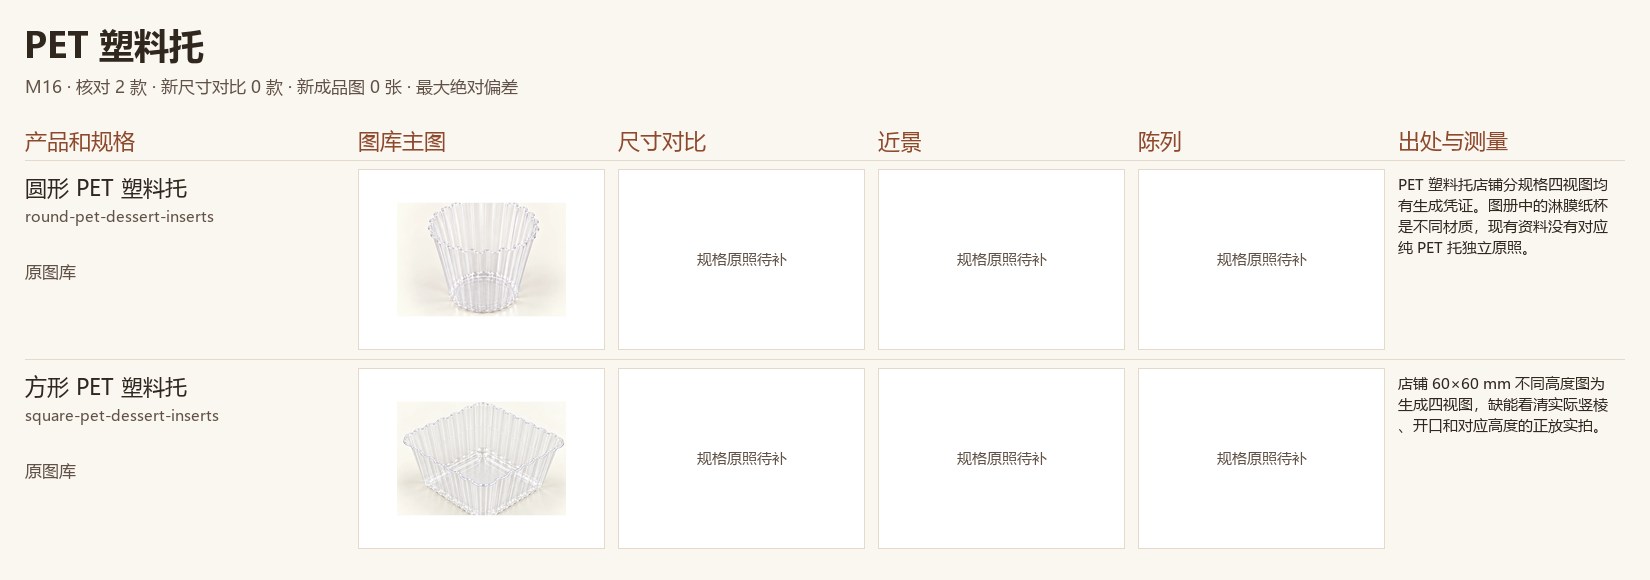 PET 塑料托
M16 · 核对 2 款 · 新尺寸对比 0 款 · 新成品图 0 张 · 最大绝对偏差
产品和规格
图库主图
尺寸对比
近景
陈列
出处与测量
圆形 PET 塑料托
round-pet-dessert-inserts
原图库
规格原照待补
规格原照待补
规格原照待补
PET 塑料托店铺分规格四视图均
有生成凭证。图册中的淋膜纸杯
是不同材质，现有资料没有对应
纯 PET 托独立原照。
方形 PET 塑料托
square-pet-dessert-inserts
原图库
规格原照待补
规格原照待补
规格原照待补
店铺 60×60 mm 不同高度图为
生成四视图，缺能看清实际竖棱
、开口和对应高度的正放实拍。